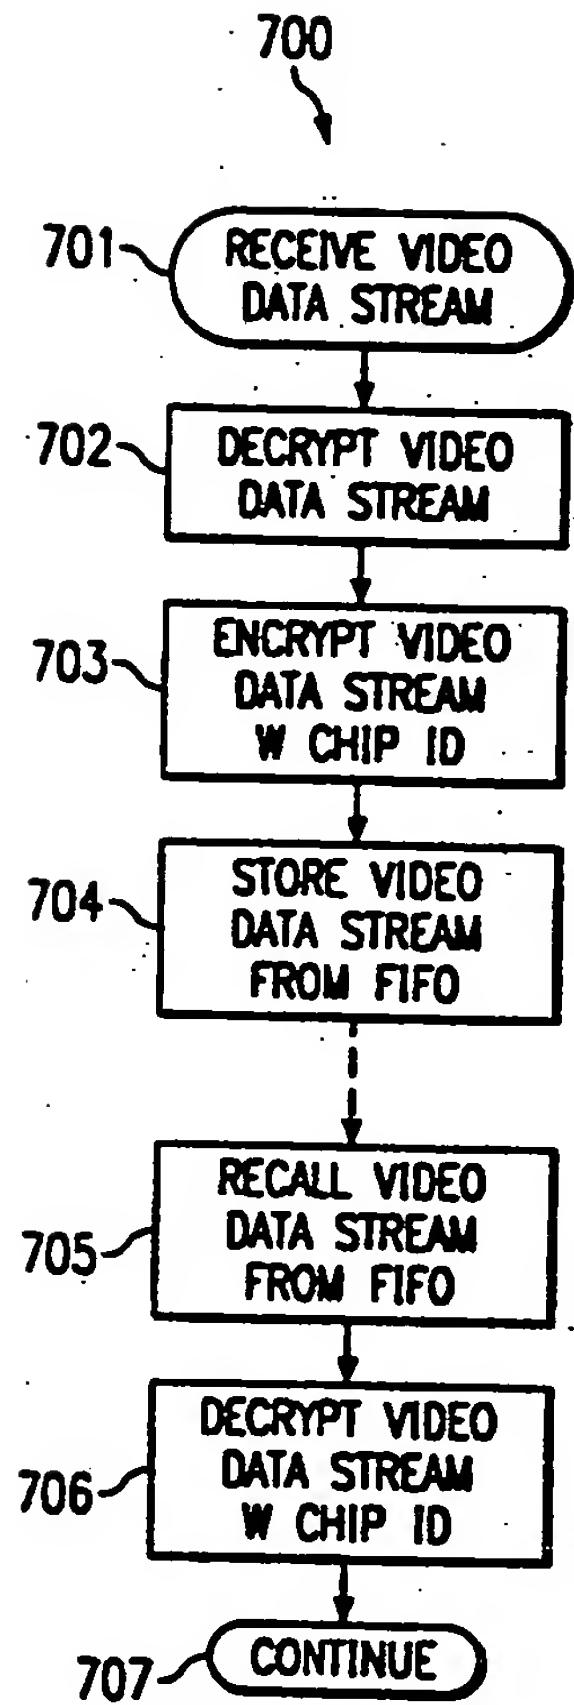 700
701
RECEIVE VIDEO
DATA STREAM
702
DECRYPT VIDEO
DATA STREAM
703
ENCRYPT VIDEO
DATA STREAM
W CHIP ID
704
STORE VIDEO
DATA STREAM
FROM FIFO
705
RECALL VIDEO
DATA STREAM
FROM FIFO
706
DECRYPT VIDEO
DATA STREAM
W CHIP ID
707
CONTINUE